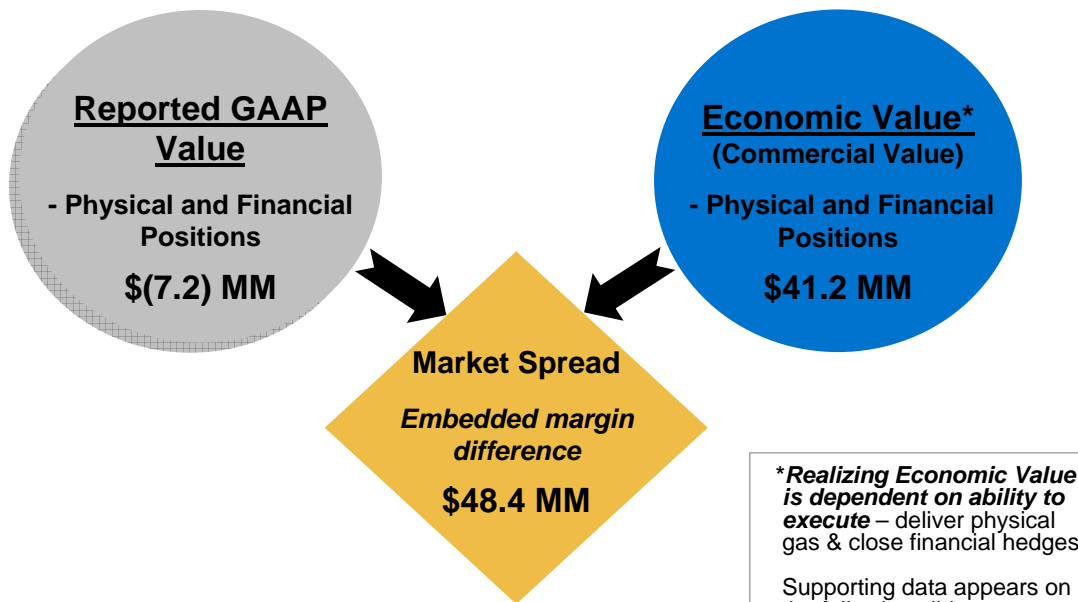 Reported GAAP
Value
- Physical and Financial
Positions
$(7.2) MM
Economic Value*
(Commercial Value)
- Physical and Financial
Positions
$41.2 MM
Market Spread
Embedded margin
difference
$48.4 MM
*Realizing Economic Value
is dependent on ability to
execute – deliver physical
gas & close financial hedges
Supporting data appears on